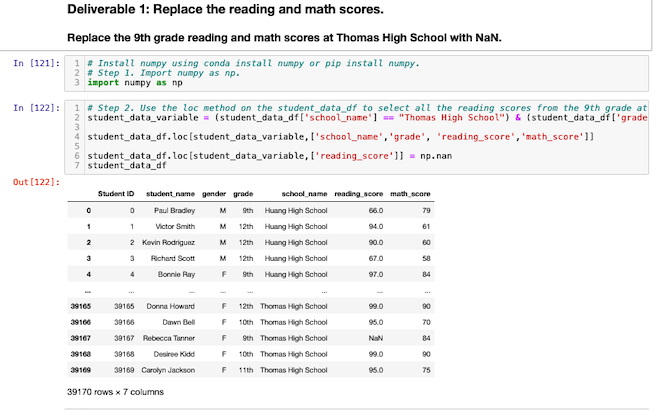 Deliverable 1: Replace the reading and math scores.
Replace the 9th grade reading and math scores at Thomas High School with NaN.
In [121]:
1 # Install numpy using conda install numpy or pip install numpy.
2 # Step 1. Import numpy as np.
3 import numpy as np
In [122]:
1 # Step 2. Use the loc method on the student_data_df to select all the reading scores from the 9th grade at
2 student_data_variable = (student_data_df['school_name'] == "Thomas High School") & (student_data_df['grade
3
4 student_data_df.loc[student_data_variable,['school_name','grade', 'reading_score','math_score']]
5
6 student_data_df.loc[student_data_variable,['reading_score']] = np.nan
7 student_data_df
Out[122]:
Student ID student_name gender grade school_name reading_score math_score
0 0 Paul Bradley M 9th Huang High School 66.0 79
1 1 Victor Smith M 12th Huang High School 94.0 61
2 2 Kevin Rodriguez M 12th Huang High School 90.0 60
3 3 Richard Scott M 12th Huang High School 67.0 58
4 4 Bonnie Ray F 9th Huang High School 97.0 84
... ... ... ... ... ... ... ...
39165 39165 Donna Howard F 12th Thomas High School 99.0 90
39166 39166 Dawn Bell F 10th Thomas High School 95.0 70
39167 39167 Rebecca Tanner F 9th Thomas High School NaN 84
39168 39168 Desiree Kidd F 10th Thomas High School 99.0 90
39169 39169 Carolyn Jackson F 11th Thomas High School 95.0 75
39170 rows × 7 columns